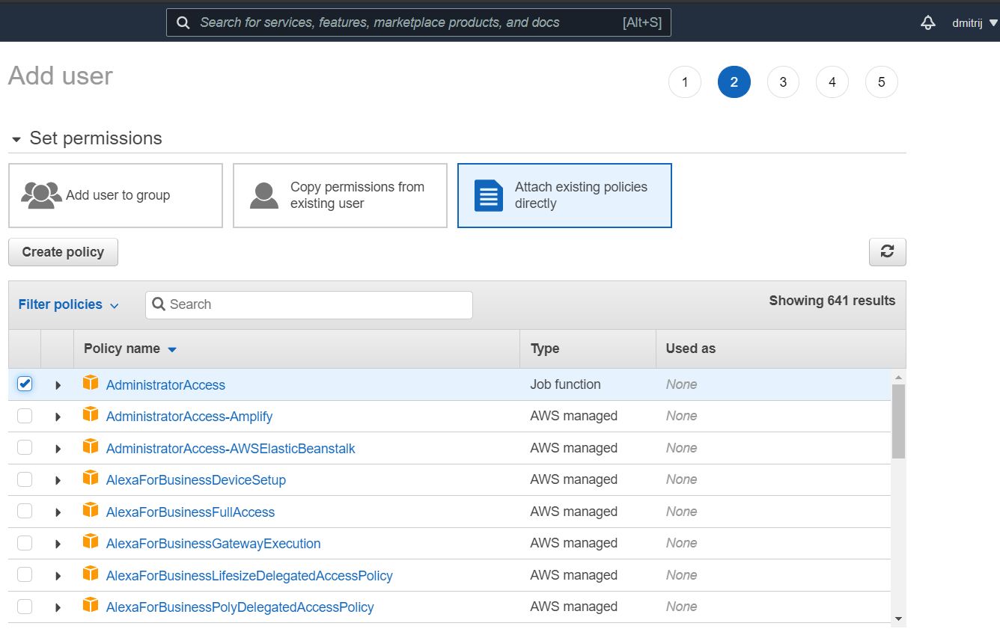 Search for services, features, marketplace products, and docs [Alt+S] dmitrij
Add user 1 2 3 4 5
Set permissions
Add user to group
Copy permissions from
existing user
Attach existing policies
directly
Create policy
Filter policies Search Showing 641 results
Policy name Type Used as
AdministratorAccess Job function None
AdministratorAccess-Amplify AWS managed None
AdministratorAccess-AWSElasticBeanstalk AWS managed None
AlexaForBusinessDeviceSetup AWS managed None
AlexaForBusinessFullAccess AWS managed None
AlexaForBusinessGatewayExecution AWS managed None
AlexaForBusinessLifesizeDelegatedAccessPolicy AWS managed None
AlexaForBusinessPolyDelegatedAccessPolicy AWS managed None